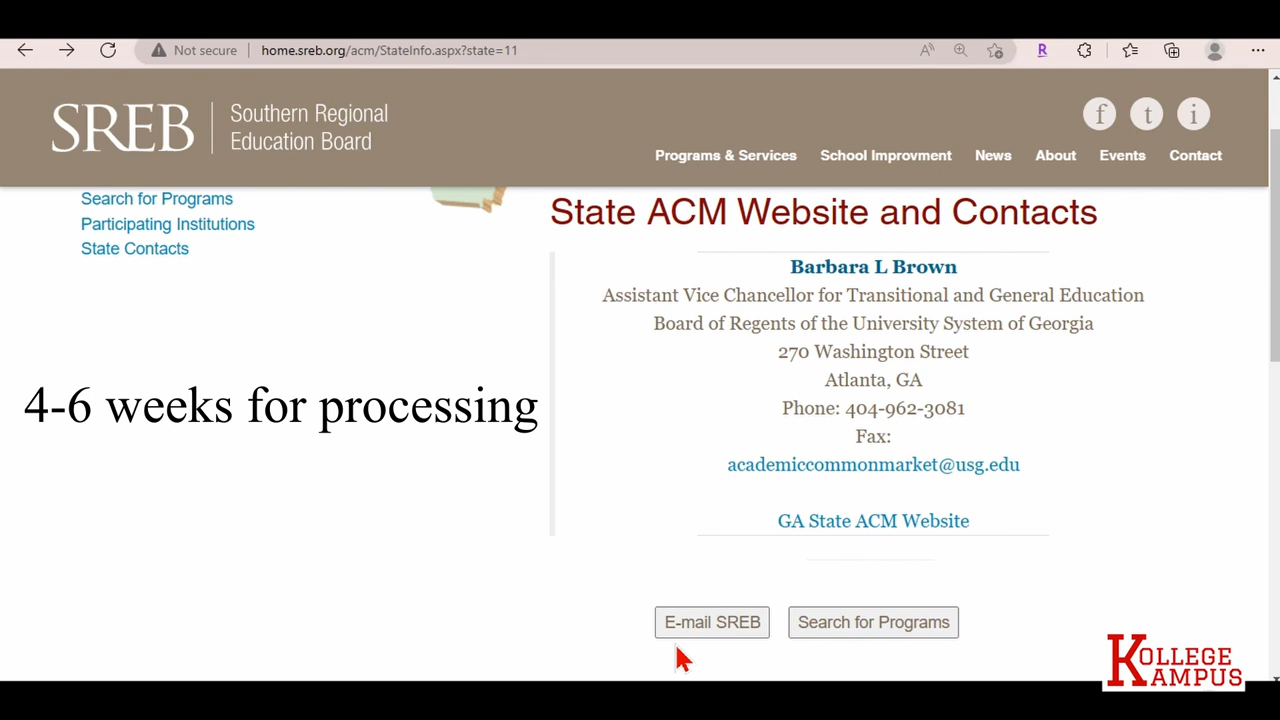 Not secure
home.sreb.org/acm/StateInfo.aspx?state=11
SREB
Southern Regional
Education Board
f t i
Programs & Services
School Improvment
News
About
Events
Contact
Search for Programs
Participating Institutions
State Contacts
State ACM Website and Contacts
Barbara L Brown
Assistant Vice Chancellor for Transitional and General Education
Board of Regents of the University System of Georgia
270 Washington Street
Atlanta, GA
Phone: 404-962-3081
Fax:
academiccommonmarket@usg.edu
GA State ACM Website
4-6 weeks for processing
E-mail SREB
Search for Programs
KOLLEGE
KAMPUS